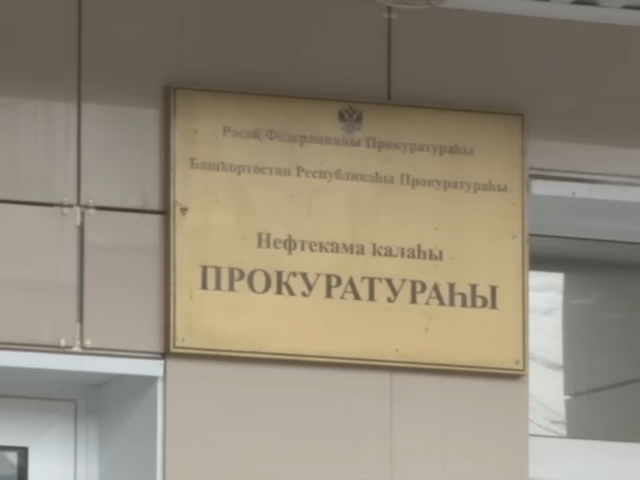 Рәсәй Федерацияһы Прокуратураһы
Башҡортостан Республикаһы Прокуратураһы
Нефтекама ҡалаһы
ПРОКУРАТУРАҺЫ